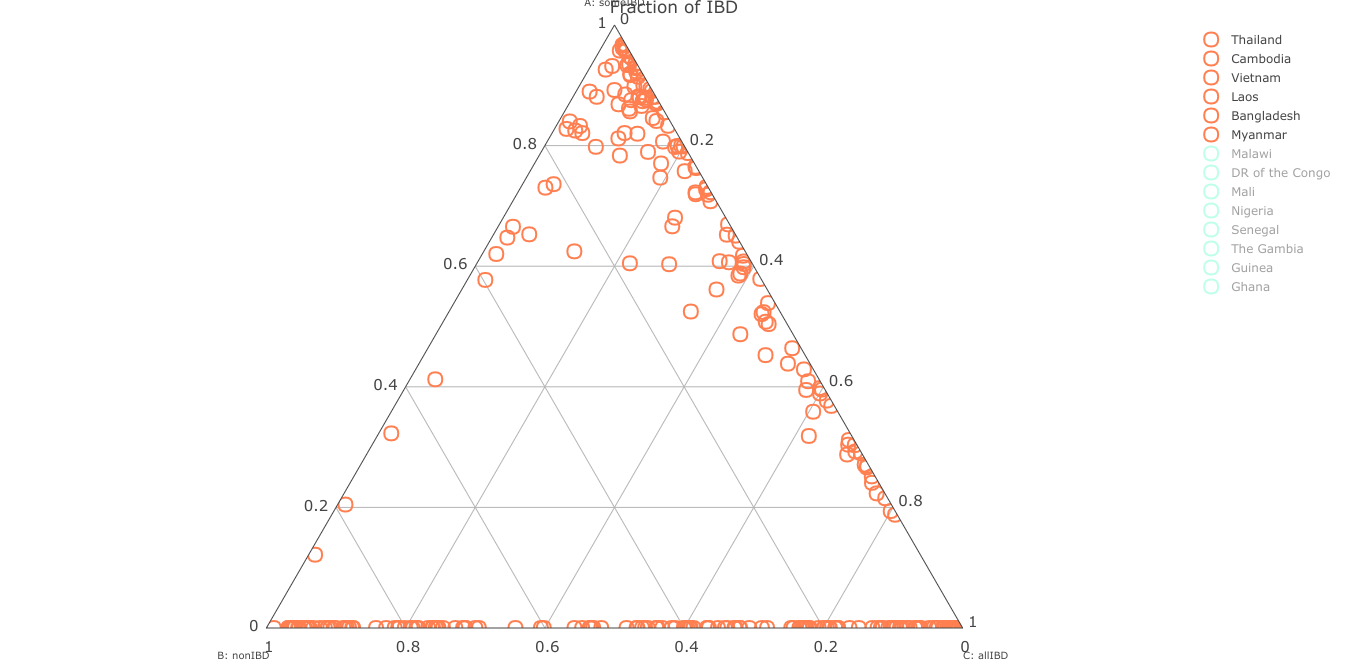 A: someIBD
Fraction of IBD
1 0
0.8 0.2
0.6 0.4
0.4 0.6
0.2 0.8
0 1
1 0.8 0.6 0.4 0.2 0
B: nonIBD C: allIBD
Thailand
Cambodia
Vietnam
Laos
Bangladesh
Myanmar
Malawi
DR of the Congo
Mali
Nigeria
Senegal
The Gambia
Guinea
Ghana